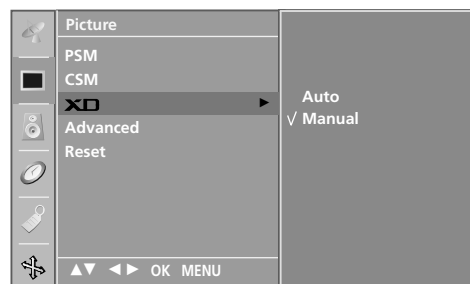 Picture
PSM
CSM
XD ►
Advanced
Reset
▲▼ ◄► OK MENU
Auto
√ Manual